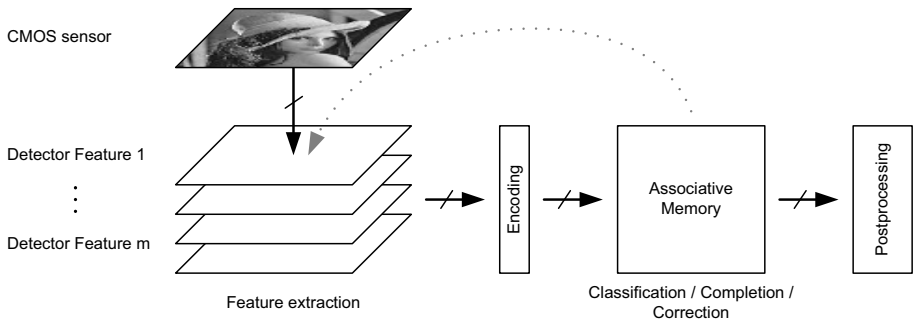 CMOS sensor
Detector Feature 1
Detector Feature m
Feature extraction
Encoding
Associative
Memory
Classification / Completion /
Correction
Postprocessing